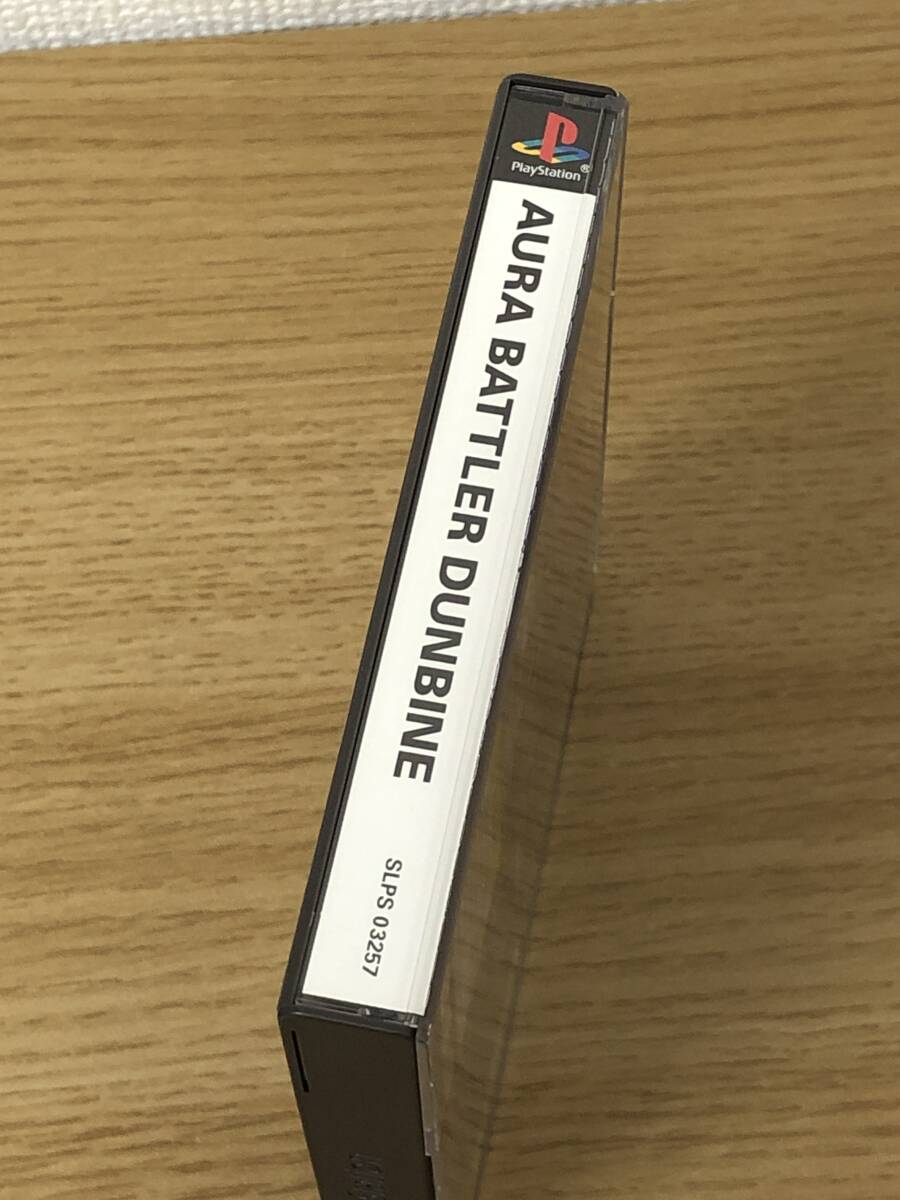 PlayStation®
AURA BATTLER DUNBINE
SLPS 03257